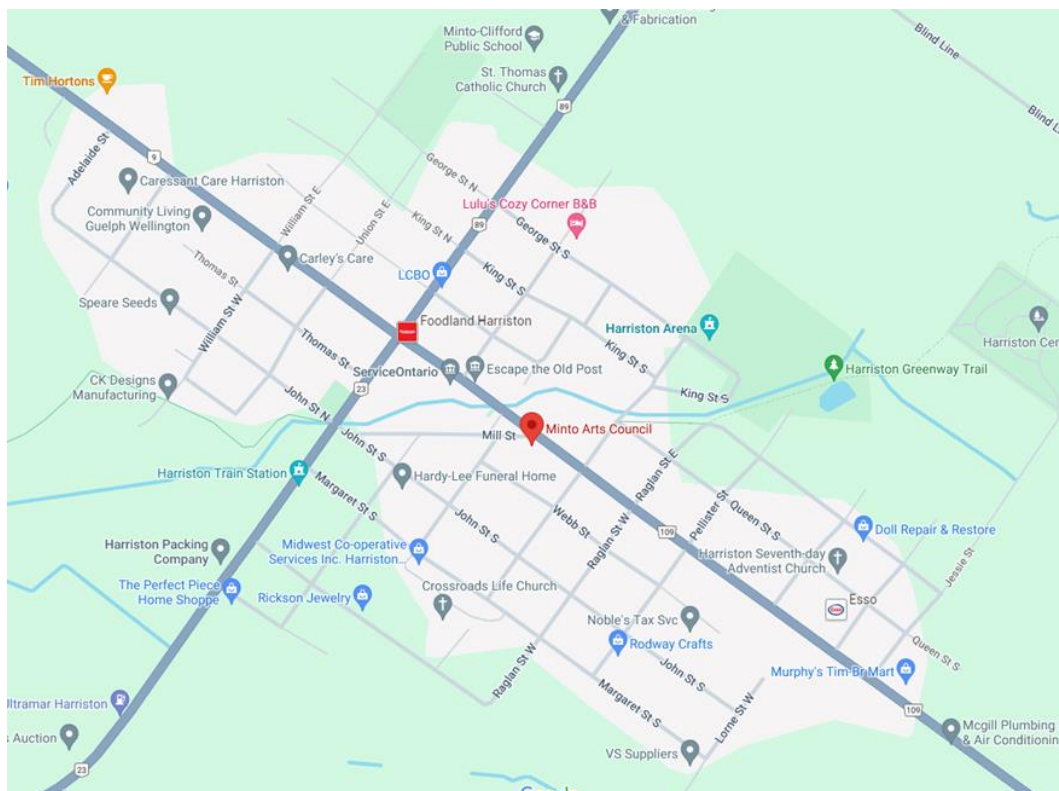 & Fabrication
Blind Line
Minto-Clifford
Public School
St. Thomas
Catholic Church
Tim Hortons
89
Blind Li
9
Adelaide St
George St N
Caressant Care Harriston
William St E
Lulu's Cozy Corner B&B
Community Living
Guelph Wellington
Union St E
King St N
89
George St S
Thomas St
Carley's Care
LCBO
King St S
Speare Seeds
William St W
Foodland Harriston
Harriston Arena
Harriston Cen
Thomas St
King St S
ServiceOntario
Escape the Old Post
Harriston Greenway Trail
CK Designs
Manufacturing
23
King St S
John St N
Mill St
Minto Arts Council
John St S
Harriston Train Station
Hardy-Lee Funeral Home
Raglan St E
Margaret St S
Webb St
Pellister St
Queen St S
John St S
109
Doll Repair & Restore
Harriston Packing
Company
Midwest Co-operative
Services Inc. Harriston...
Raglan St W
Harriston Seventh-day
Adventist Church
Jessie St
The Perfect Piece
Home Shoppe
Rickson Jewelry
Crossroads Life Church
Esso
Noble's Tax Svc
Rodway Crafts
Queen St S
Raglan St W
John St S
Murphy's Tim-Br Mart
Margaret St S
Lorne St W
Ultramar Harriston
109
s Auction
Mcgill Plumbing
& Air Conditioning
VS Suppliers
23